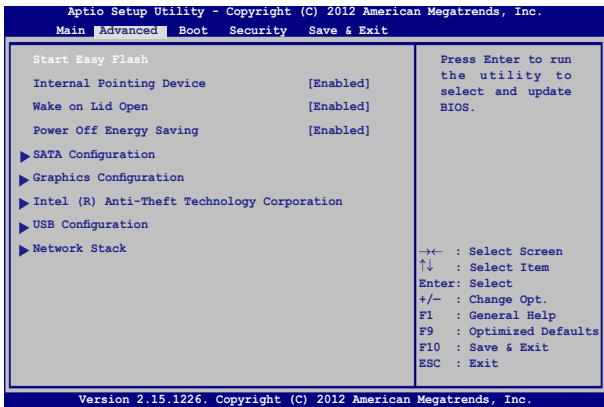 Aptio Setup Utility - Copyright (C) 2012 American Megatrends, Inc.
Main Advanced Boot Security Save & Exit
Start Easy Flash
Internal Pointing Device [Enabled]
Wake on Lid Open [Enabled]
Power Off Energy Saving [Enabled]
SATA Configuration
Graphics Configuration
Intel (R) Anti-Theft Technology Corporation
USB Configuration
Network Stack
Press Enter to run
the utility to
select and update
BIOS.
→← : Select Screen
↑↓ : Select Item
Enter: Select
+/— : Change Opt.
F1 : General Help
F9 : Optimized Defaults
F10 : Save & Exit
ESC : Exit
Version 2.15.1226. Copyright (C) 2012 American Megatrends, Inc.